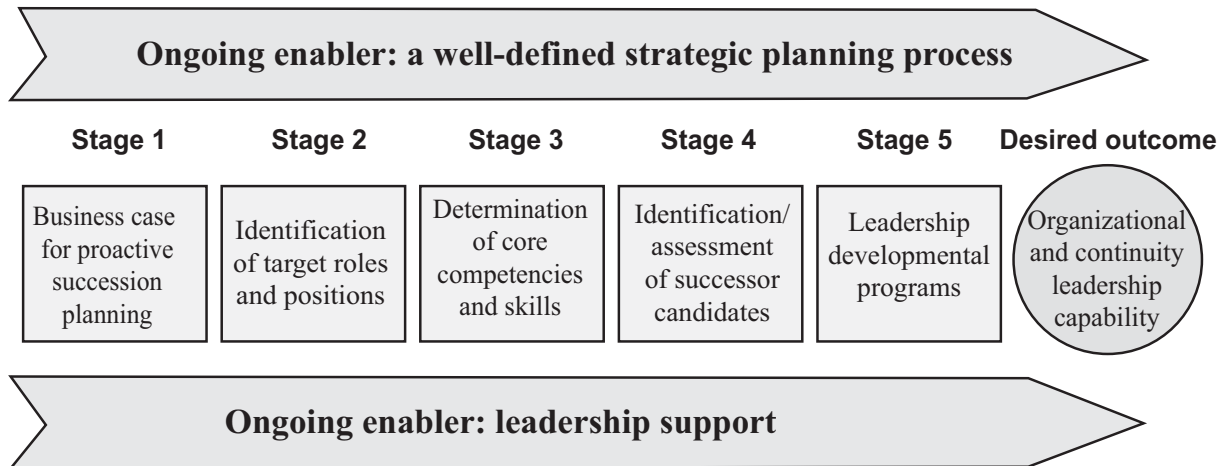 Ongoing enabler: a well-defined strategic planning process
Stage 1
Stage 2
Stage 3
Stage 4
Stage 5
Desired outcome
Business case
for proactive
succession
planning
Identification
of target roles
and positions
Determination
of core
competencies
and skills
Identification/
assessment
of successor
candidates
Leadership
developmental
programs
Organizational
and continuity
leadership
capability
Ongoing enabler: leadership support